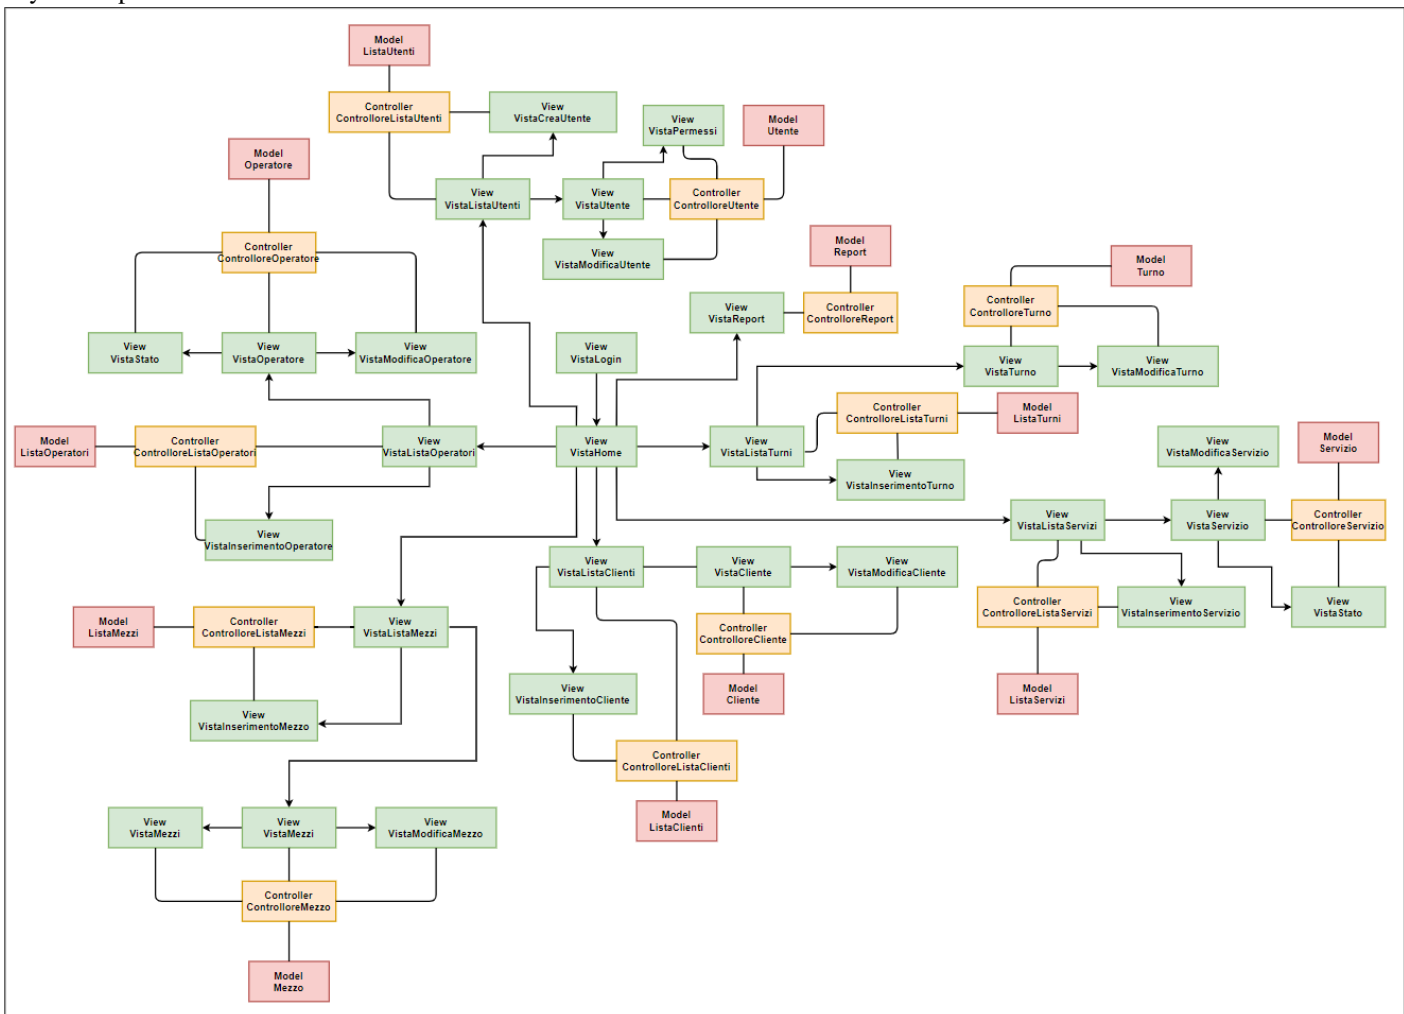 Model
ListaUtenti
Controller
ControlloreListaUtenti
View
VistaCreaUtente
View
VistaPermessi
Model
Utente
Model
Operatore
View
VistaListaUtenti
View
VistaUtente
Controller
ControlloreUtente
Controller
ControlloreOperatore
View
VistaModificaUtente
Model
Report
Model
Turno
View
VistaReport
Controller
ControlloreReport
Controller
ControlloreTurno
View
VistaStato
View
VistaOperatore
View
VistaModificaOperatore
View
VistaLogin
View
VistaTurno
View
VistaModificaTurno
Controller
ControlloreListaTurni
Model
ListaTurni
Model
ListaOperatori
Controller
ControlloreListaOperatori
View
VistaListaOperatori
View
VistaHome
View
VistaListaTurni
View
VistaModificaServizio
Model
Servizio
View
VistaInserimentoTurno
View
VistaInserimentoOperatore
View
VistaListaServizi
View
VistaServizio
Controller
ControlloreServizio
View
VistaListaClienti
View
VistaCliente
View
VistaModificaCliente
Controller
ControlloreListaServizi
View
VistaInserimentoServizio
View
VistaStato
Model
ListaMezzi
Controller
ControlloreListaMezzi
View
VistaListaMezzi
Controller
ControlloreCliente
View
VistaInserimentoCliente
Model
Cliente
Model
ListaServizi
View
VistaInserimentoMezzo
Controller
ControlloreListaClienti
View
VistaMezzi
View
VistaMezzi
View
VistaModificaMezzo
Model
ListaClienti
Controller
ControlloreMezzo
Model
Mezzo